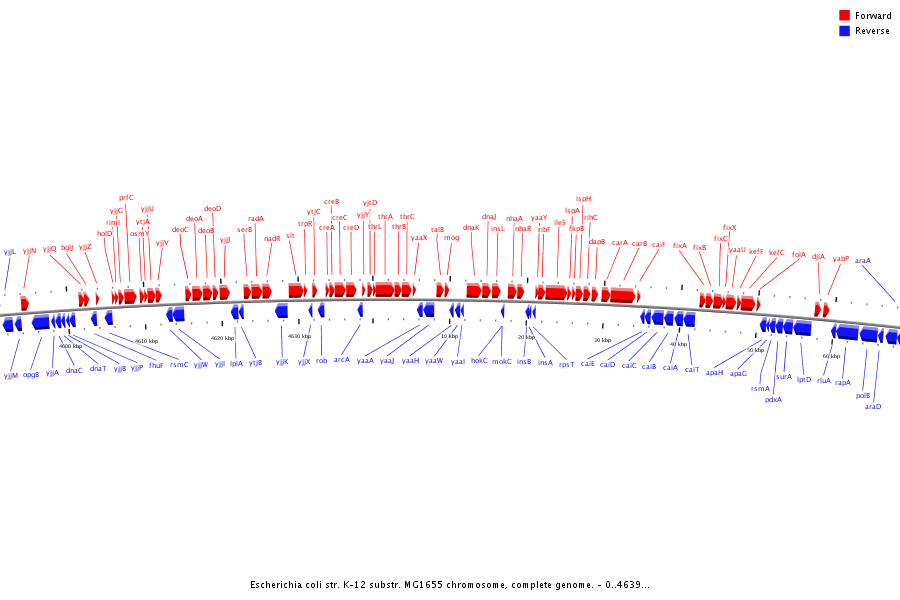 Forward
Reverse
ispH
prfC
creB
yjtD
ispA
yjjG
yjjU
deoD
ytjC
yjjY
rimI
ytjA
deoA
radA
creC
thrA
thrC
dnaJ
nhaA
yaaY
rihC
trpR
ileS
fixX
holD
osmY
deoC
deoB
serB
creA
creD
thrL
thrB
talB
dnaK
insL
nhaR
ribF
fkpB
yjjV
yjjJ
nadR
slt
yaaX
mog
dapB
carA
carB
caiF
fixA
fixB
fixC
yaaU
kefF
kefC
folA
djlA
yabP
araA
yjjL
yjjN
yjjQ
bglJ
yjjZ
4600 kbp
4610 kbp
4620 kbp
4630 kbp
10 kbp
20 kbp
30 kbp
40 kbp
50 kbp
60 kbp
yjjM
opgB
yjjA
dnaC
dnaT
yjjB
yjjP
fhuF
rsmC
yjjW
yjjI
lplA
ytjB
yjjK
yjjX
rob
arcA
yaaA
yaaJ
yaaH
yaaW
yaaI
hokC
mokC
insB
insA
rpsT
caiE
caiD
caiC
caiB
caiA
caiT
apaH
apaG
rsmA
pdxA
surA
lptD
rluA
rapA
polB
araD
Escherichia coli str. K-12 substr. MG1655 chromosome, complete genome. - 0..4639...